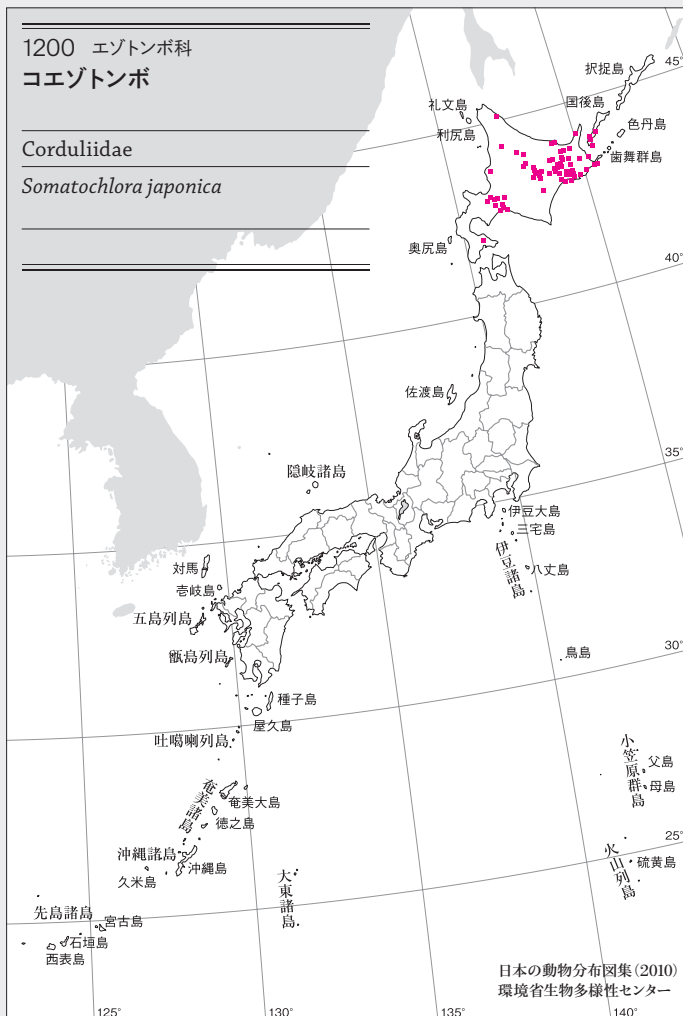 1200 エゾトンボ科
コエゾトンボ
Corduliidae
Somatochlora japonica
択捉島
45°
礼文島
国後島
利尻島
色丹島
歯舞群島
奥尻島
40°
佐渡島
35°
隠岐諸島
伊豆大島
三宅島
伊豆諸島
八丈島
対馬
壱岐島
五島列島
甑島列島
鳥島
30°
種子島
屋久島
吐噶喇列島
小笠原群島
父島
母島
奄美諸島
奄美大島
徳之島
25°
沖縄諸島
沖縄島
久米島
大東諸島
火山列島
硫黄島
先島諸島
宮古島
石垣島
西表島
日本の動物分布図集(2010)
環境省生物多様性センター
125°
130°
135°
140°